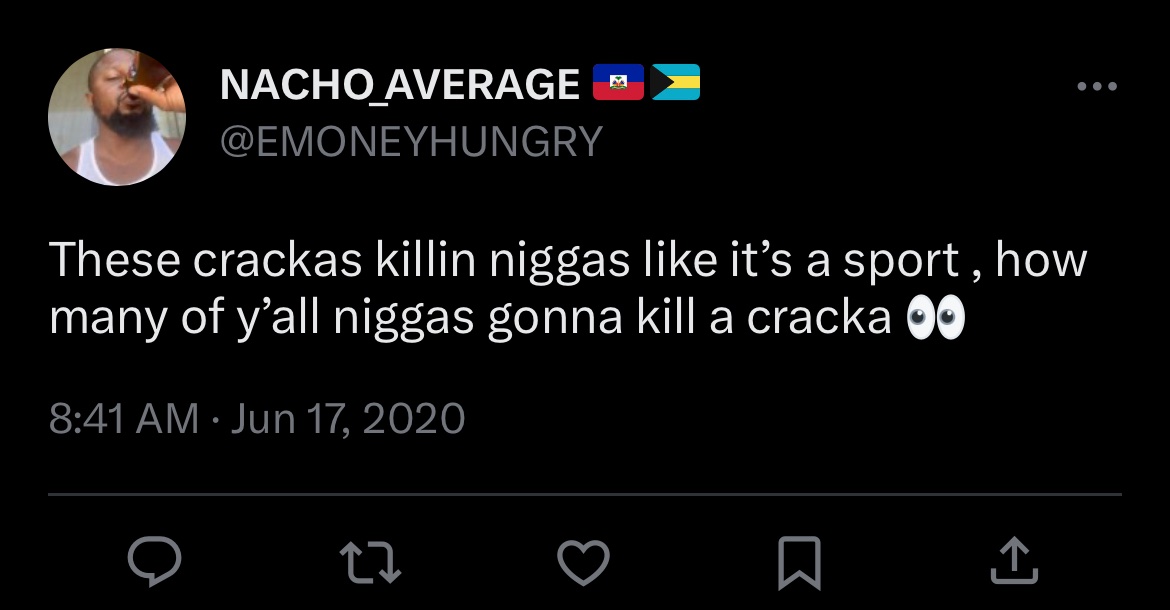 NACHO_AVERAGE 🇭🇹🇧🇸
@EMONEYHUNGRY
These crackas killin niggas like it’s a sport , how
many of y’all niggas gonna kill a cracka 👀
8:41 AM · Jun 17, 2020